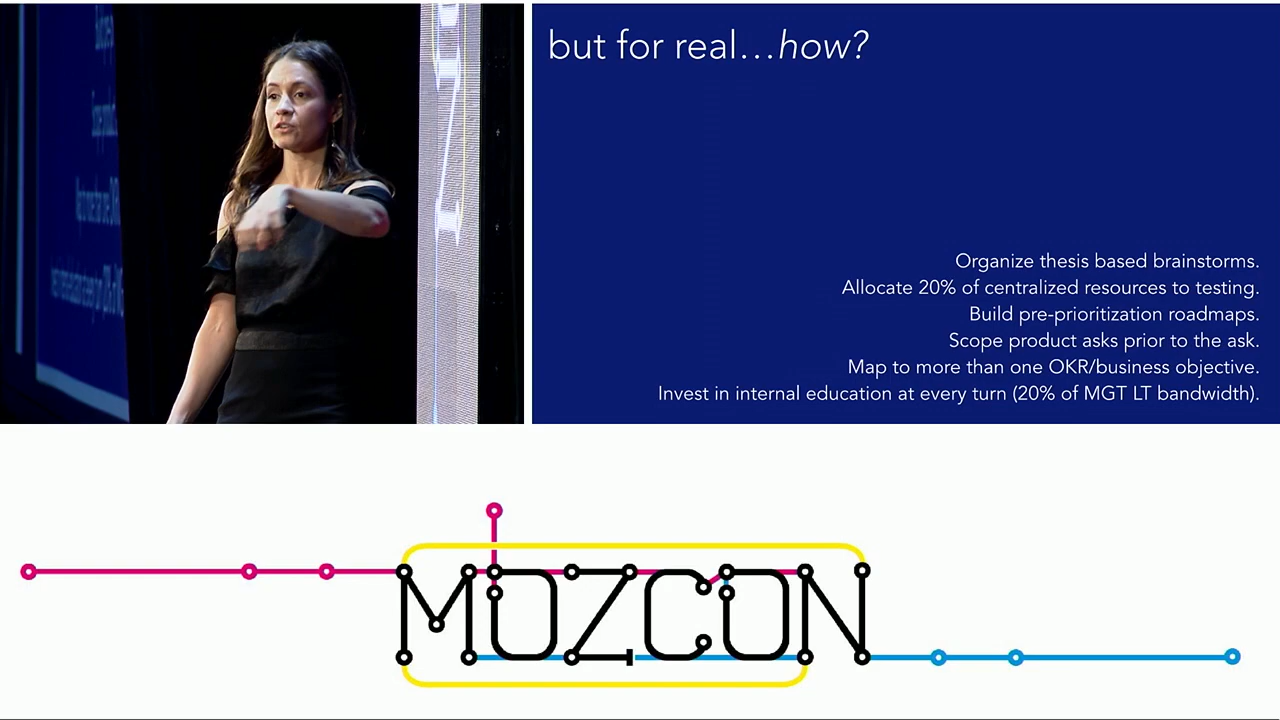 but for real...how?
Organize thesis based brainstorms.
Allocate 20% of centralized resources to testing.
Build pre-prioritization roadmaps.
Scope product asks prior to the ask.
Map to more than one OKR/business objective.
Invest in internal education at every turn (20% of MGT LT bandwidth).
MOZCON